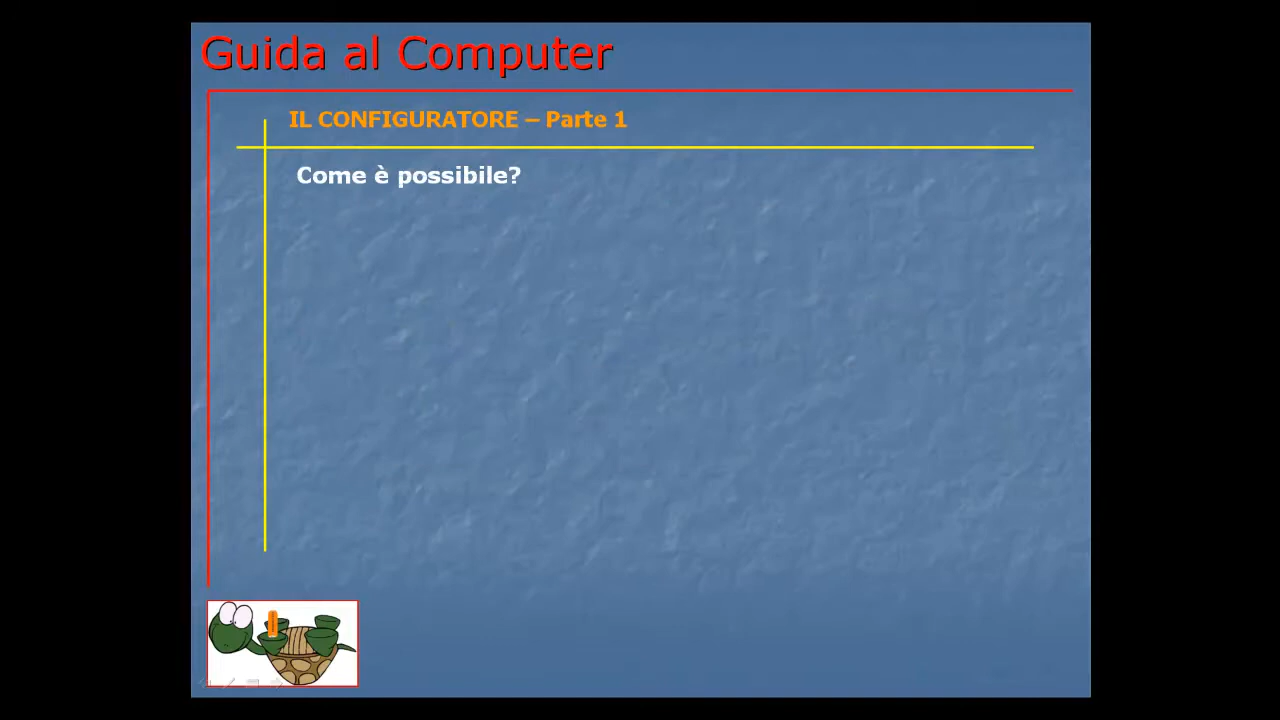 Guida al Computer
IL CONFIGURATORE – Parte 1
Come è possibile?